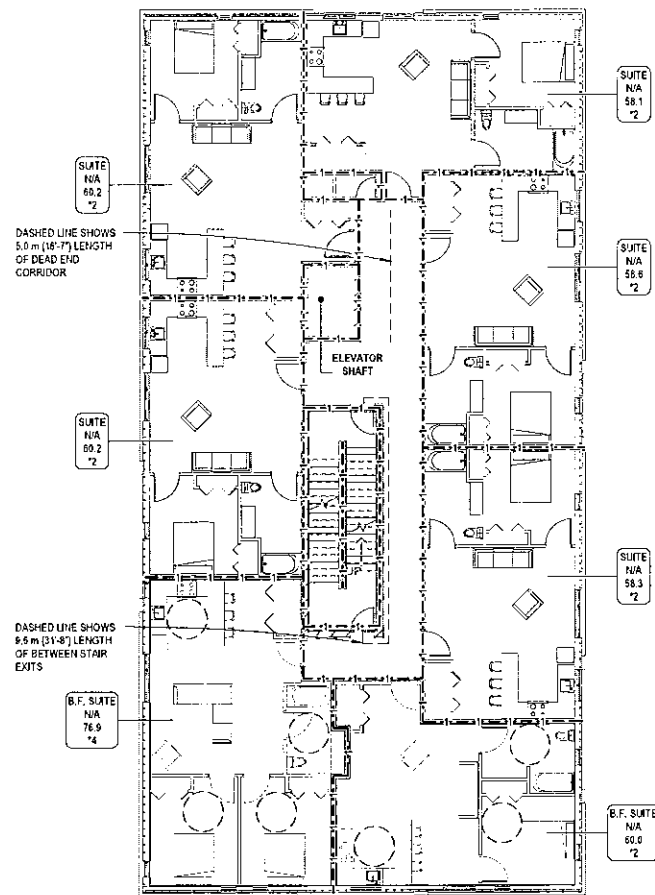 SUITE
N/A
58.1
*2
SUITE
N/A
60.2
*2
DASHED LINE SHOWS
5.0 m (16'-7") LENGTH
OF DEAD END
CORRIDOR
SUITE
N/A
58.6
*2
ELEVATOR
SHAFT
SUITE
N/A
60.2
*2
UP
SUITE
N/A
58.3
*2
DASHED LINE SHOWS
9.6 m (31'-8") LENGTH
OF BETWEEN STAIR
EXITS
B.F. SUITE
N/A
76.9
*4
B.F. SUITE
N/A
60.0
*2